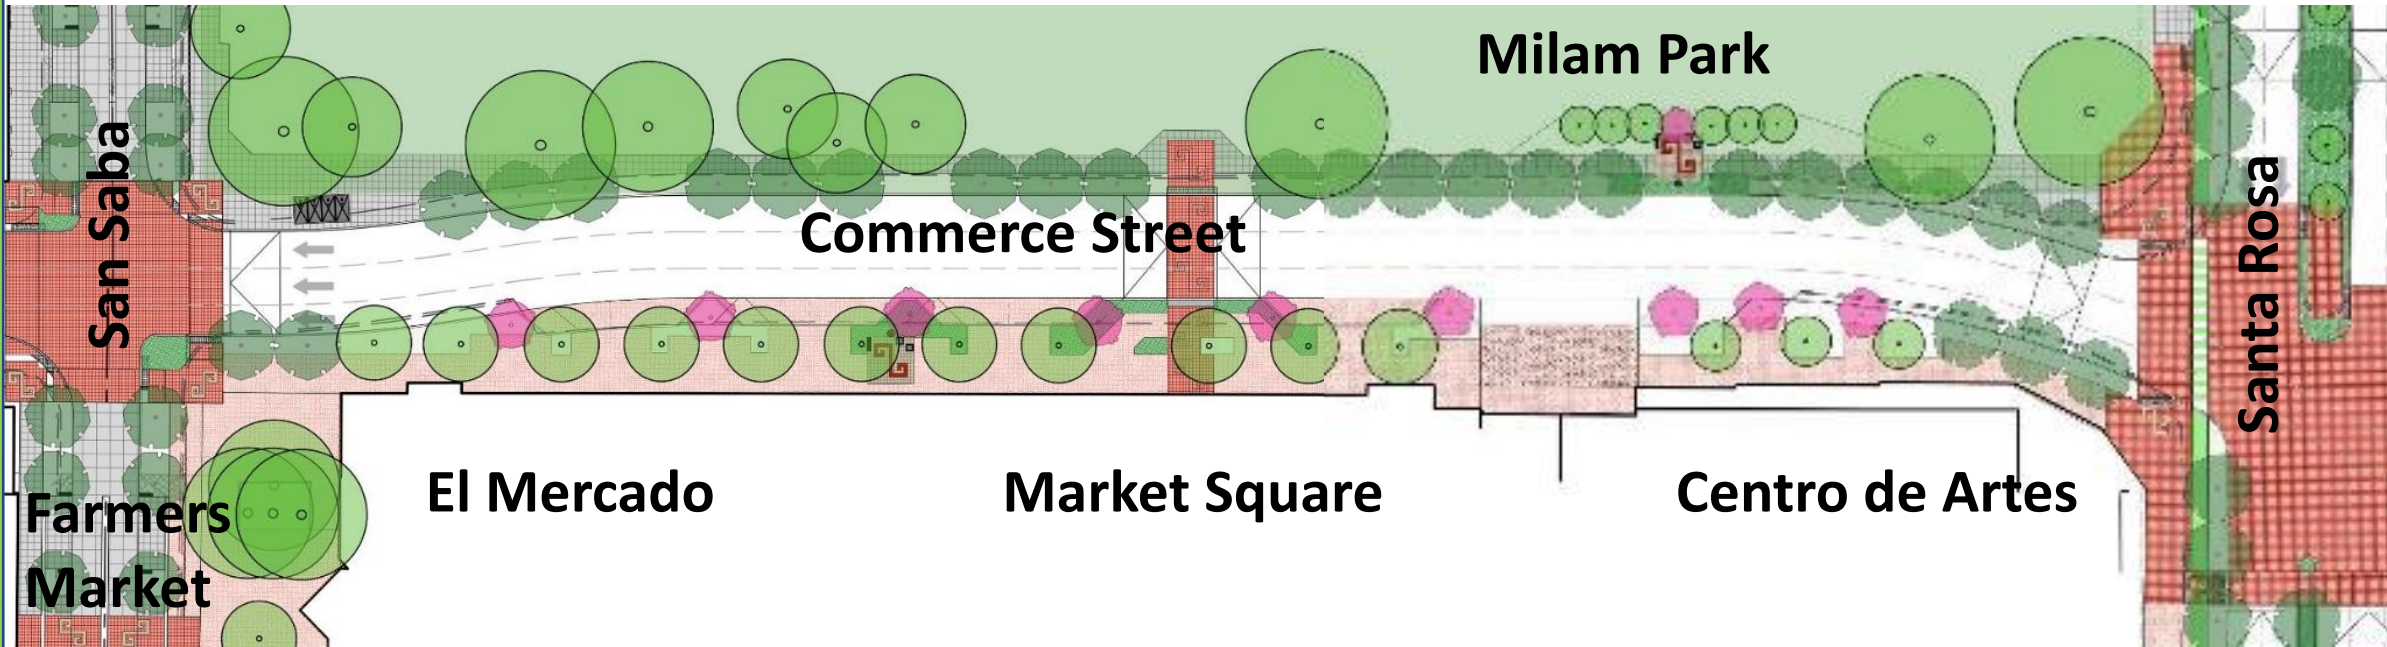 Milam Park
San Saba
Commerce Street
Santa Rosa
El Mercado
Market Square
Centro de Artes
Farmers
Market